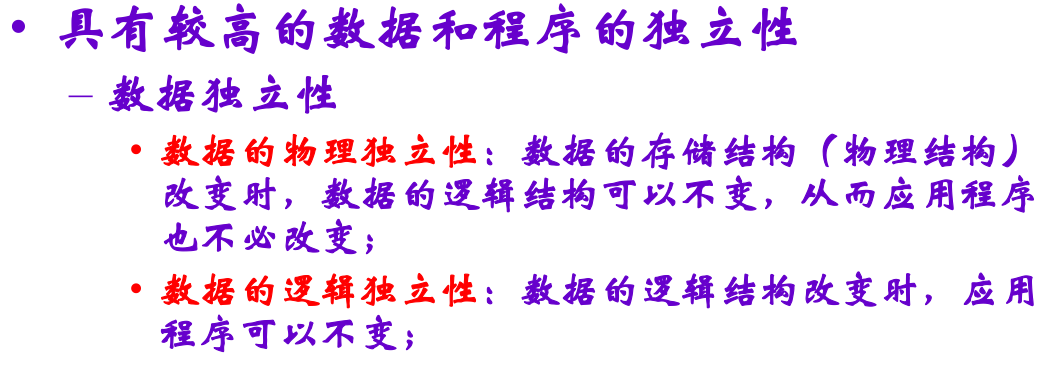 • 具有较高的数据和程序的独立性
– 数据独立性
• 数据的物理独立性：数据的存储结构（物理结构）
改变时，数据的逻辑结构可以不变，从而应用程序
也不必改变；
• 数据的逻辑独立性：数据的逻辑结构改变时，应用
程序可以不变；